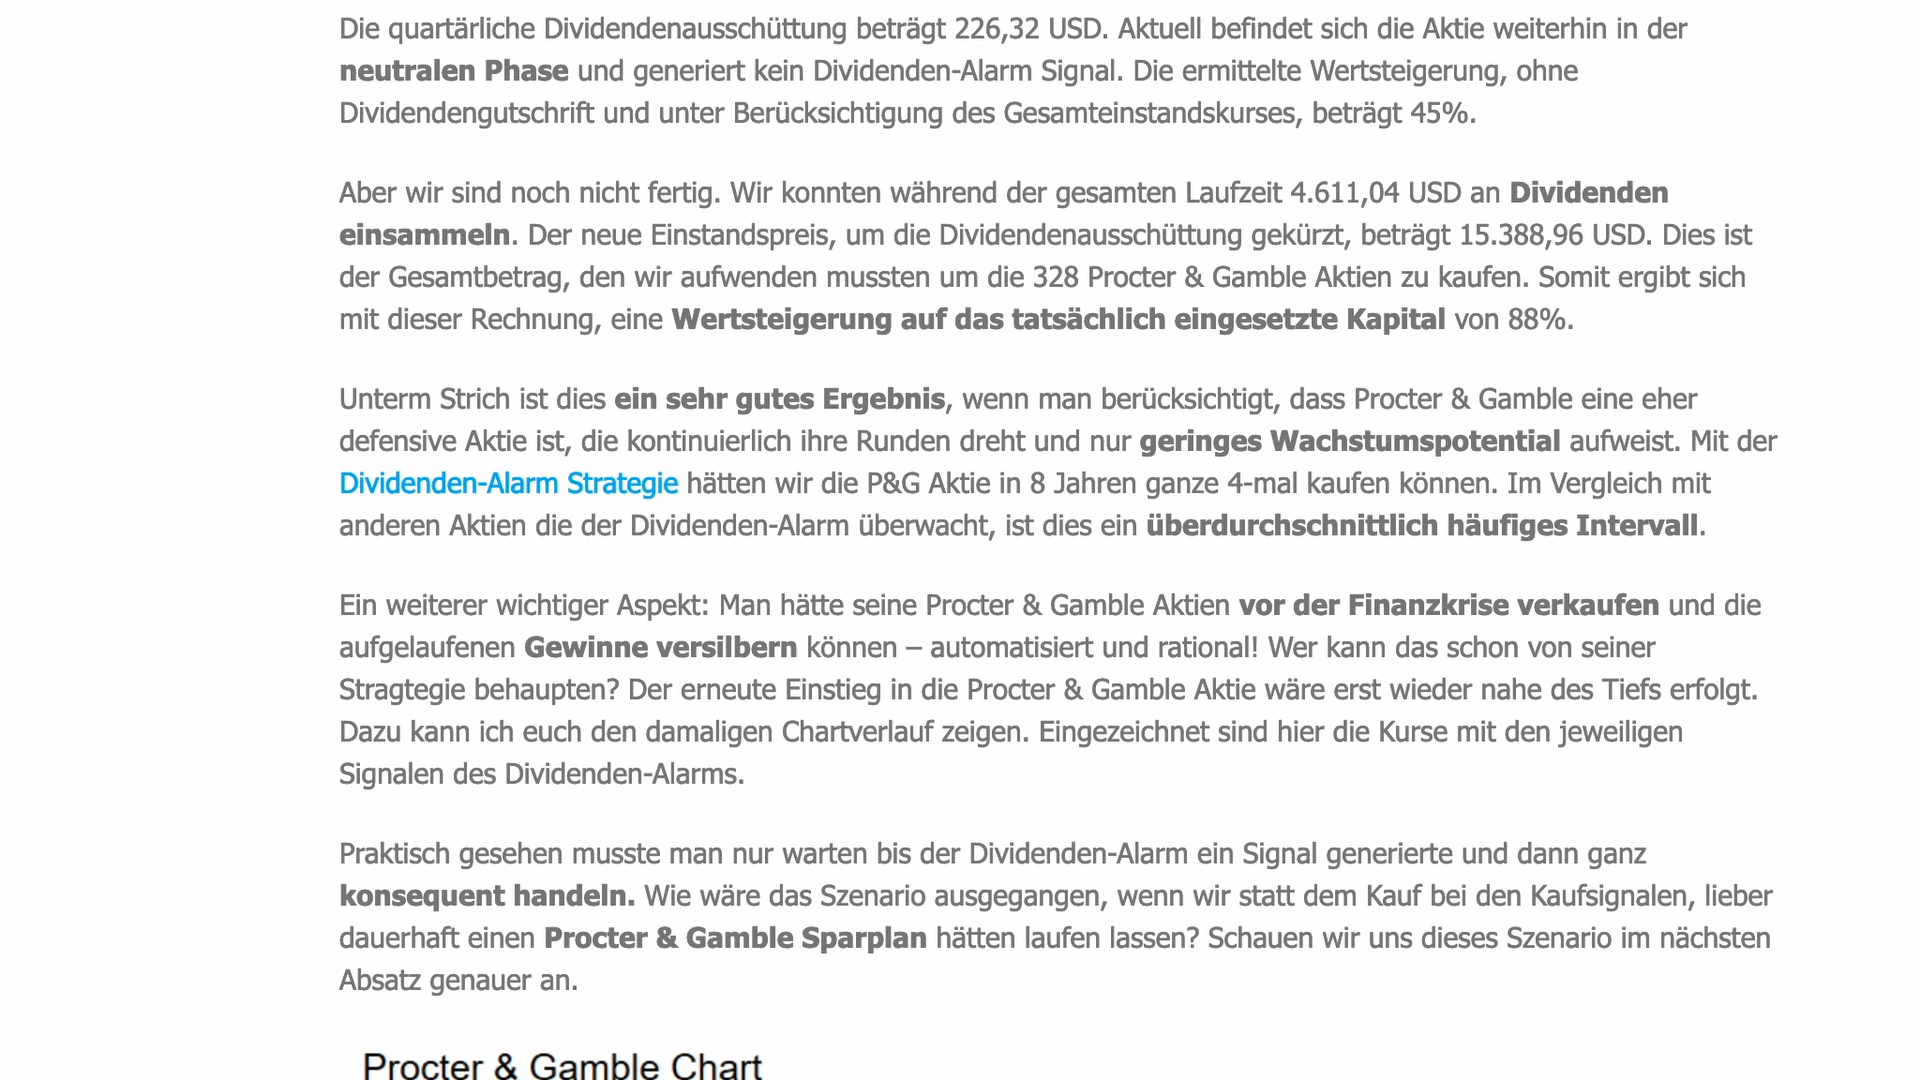 Die quartärliche Dividendenausschüttung beträgt 226,32 USD. Aktuell befindet sich die Aktie weiterhin in der
neutralen Phase und generiert kein Dividenden-Alarm Signal. Die ermittelte Wertsteigerung, ohne
Dividendengutschrift und unter Berücksichtigung des Gesamteinstandskurses, beträgt 45%.
Aber wir sind noch nicht fertig. Wir konnten während der gesamten Laufzeit 4.611,04 USD an Dividenden
einsammeln. Der neue Einstandspreis, um die Dividendenausschüttung gekürzt, beträgt 15.388,96 USD. Dies ist
der Gesamtbetrag, den wir aufwenden mussten um die 328 Procter & Gamble Aktien zu kaufen. Somit ergibt sich
mit dieser Rechnung, eine Wertsteigerung auf das tatsächlich eingesetzte Kapital von 88%.
Unterm Strich ist dies ein sehr gutes Ergebnis, wenn man berücksichtigt, dass Procter & Gamble eine eher
defensive Aktie ist, die kontinuierlich ihre Runden dreht und nur geringes Wachstumspotential aufweist. Mit der
Dividenden-Alarm Strategie hätten wir die P&G Aktie in 8 Jahren ganze 4-mal kaufen können. Im Vergleich mit
anderen Aktien die der Dividenden-Alarm überwacht, ist dies ein überdurchschnittlich häufiges Intervall.
Ein weiterer wichtiger Aspekt: Man hätte seine Procter & Gamble Aktien vor der Finanzkrise verkaufen und die
aufgelaufenen Gewinne versilbern können – automatisiert und rational! Wer kann das schon von seiner
Stragtegie behaupten? Der erneute Einstieg in die Procter & Gamble Aktie wäre erst wieder nahe des Tiefs erfolgt.
Dazu kann ich euch den damaligen Chartverlauf zeigen. Eingezeichnet sind hier die Kurse mit den jeweiligen
Signalen des Dividenden-Alarms.
Praktisch gesehen musste man nur warten bis der Dividenden-Alarm ein Signal generierte und dann ganz
konsequent handeln. Wie wäre das Szenario ausgegangen, wenn wir statt dem Kauf bei den Kaufsignalen, lieber
dauerhaft einen Procter & Gamble Sparplan hätten laufen lassen? Schauen wir uns dieses Szenario im nächsten
Absatz genauer an.
Procter & Gamble Chart